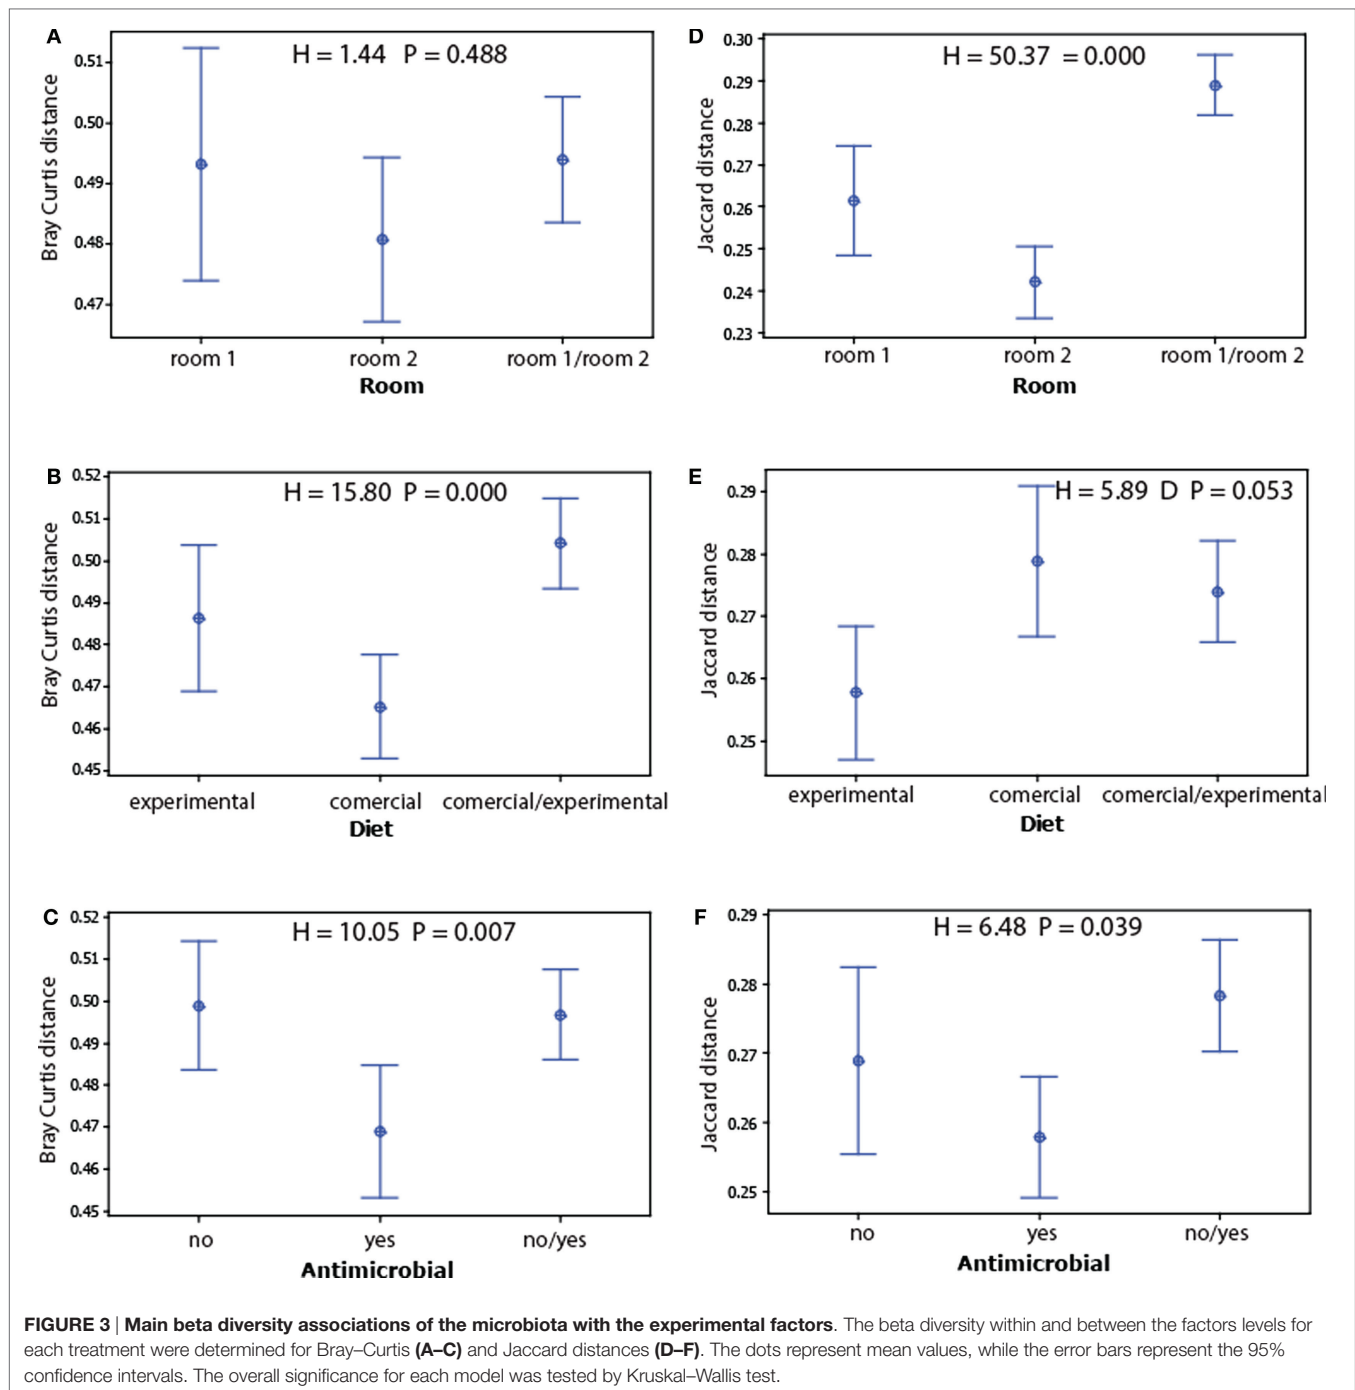 A
H = 1.44 P = 0.488
Bray Curtis distance
0.51
0.50
0.49
0.48
0.47
room 1 room 2 room 1/room 2
Room
D
H = 50.37 = 0.000
Jaccard distance
0.30
0.29
0.28
0.27
0.26
0.25
0.24
0.23
room 1 room 2 room 1/room 2
Room
B
H = 15.80 P = 0.000
Bray Curtis distance
0.52
0.51
0.50
0.49
0.48
0.47
0.46
0.45
experimental comercial comercial/experimental
Diet
E
H = 5.89 D P = 0.053
Jaccard distance
0.29
0.28
0.27
0.26
0.25
experimental comercial comercial/experimental
Diet
C
H = 10.05 P = 0.007
Bray Curtis distance
0.52
0.51
0.50
0.49
0.48
0.47
0.46
0.45
no yes no/yes
Antimicrobial
F
H = 6.48 P = 0.039
Jaccard distance
0.29
0.28
0.27
0.26
0.25
no yes no/yes
Antimicrobial
FIGURE 3 | Main beta diversity associations of the microbiota with the experimental factors. The beta diversity within and between the factors levels for
each treatment were determined for Bray–Curtis (A–C) and Jaccard distances (D–F). The dots represent mean values, while the error bars represent the 95%
confidence intervals. The overall significance for each model was tested by Kruskal–Wallis test.